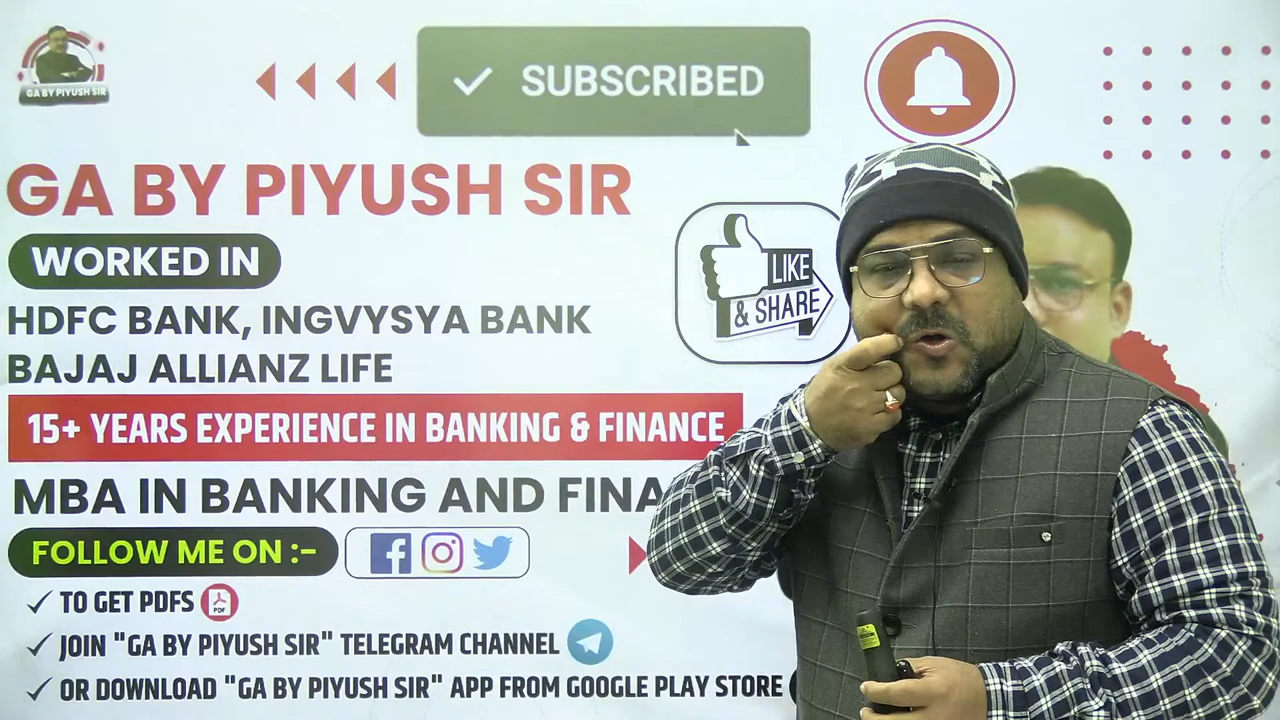 GA BY PIYUSH SIR
SUBSCRIBED
GA BY PIYUSH SIR
WORKED IN
HDFC BANK, INGVYSYA BANK
BAJAJ ALLIANZ LIFE
LIKE
& SHARE
15+ YEARS EXPERIENCE IN BANKING & FINANCE
MBA IN BANKING AND FINA
FOLLOW ME ON :-
TO GET PDFS
PDF
JOIN "GA BY PIYUSH SIR" TELEGRAM CHANNEL
OR DOWNLOAD "GA BY PIYUSH SIR" APP FROM GOOGLE PLAY STORE